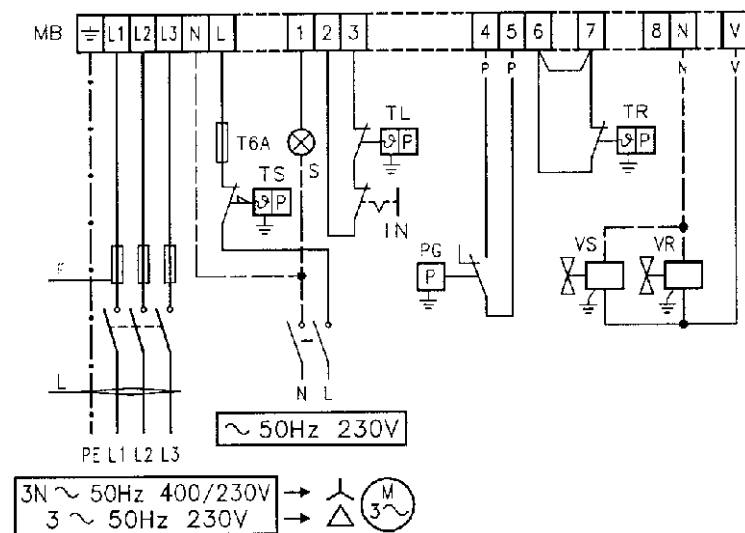 MB ⏚ L1 L2 L3 N L 1 2 3 4 5 6 7 8 N V
P P N V
T6A
S
TL
ϑ P
TR
ϑ P
TS
ϑ P
IN
PG
P
VS VR
F
L
N L
∼ 50Hz 230V
PE L1 L2 L3
3N ∼ 50Hz 400/230V → ⅄
3 ∼ 50Hz 230V → △
M
3∼